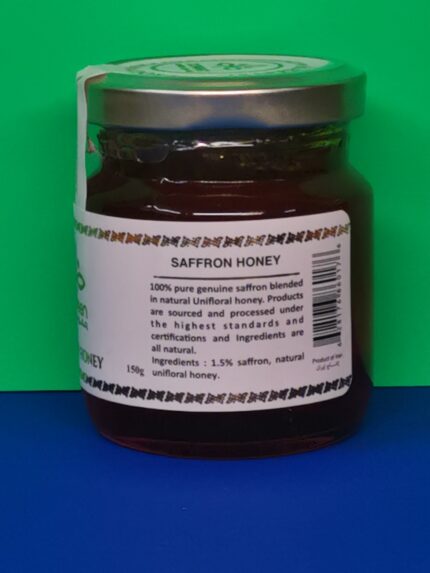 SAFFRON HONEY
100% pure genuine saffron blended
in natural Unifloral honey. Products
are sourced and processed under
the highest standards and
certifications and Ingredients are
all natural.
Ingredients : 1.5% saffron, natural
unifloral honey.
150g
HONEY
Product of Iran